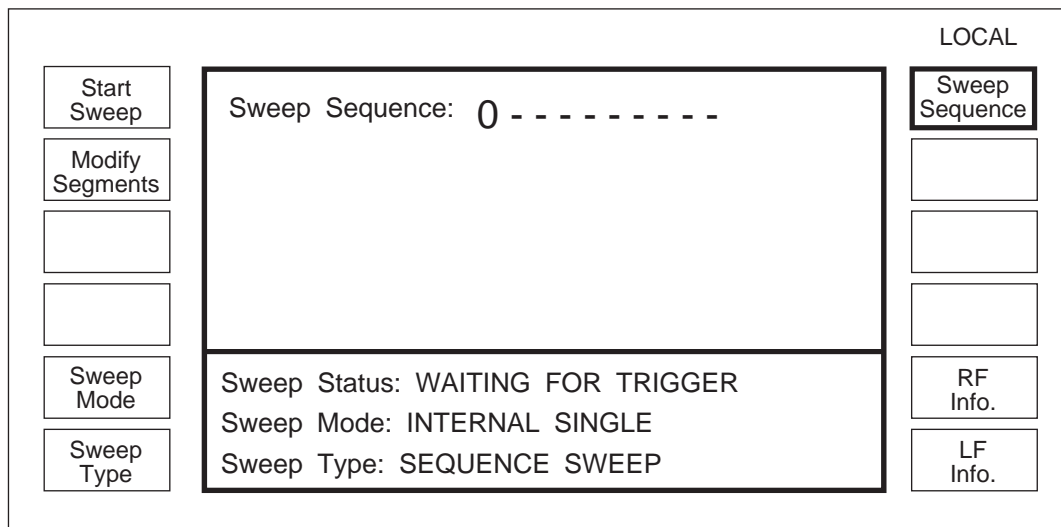 LOCAL
Start
Sweep
Modify
Segments
Sweep
Mode
Sweep
Type
Sweep Sequence: 0 - - - - - - - - -
Sweep Status: WAITING FOR TRIGGER
Sweep Mode: INTERNAL SINGLE
Sweep Type: SEQUENCE SWEEP
Sweep
Sequence
RF
Info.
LF
Info.